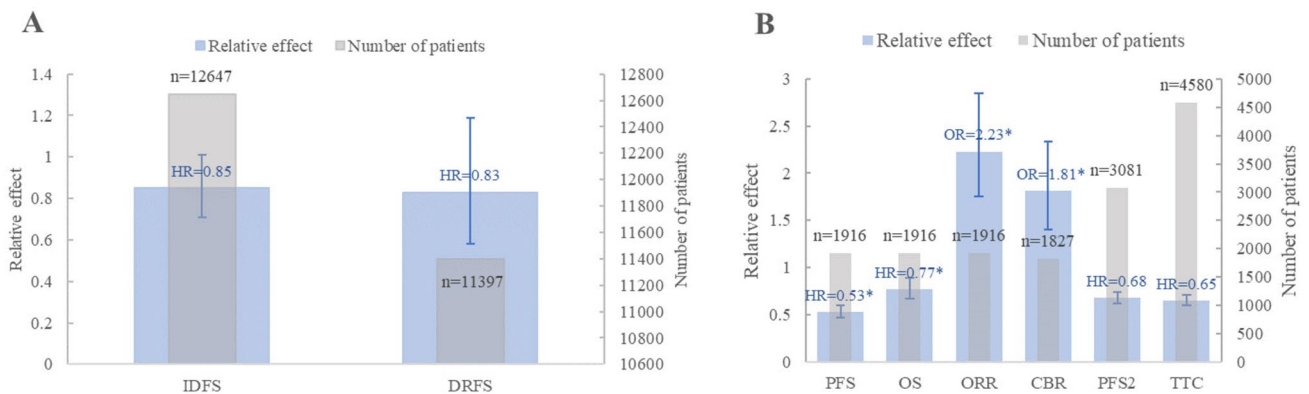 A
Relative effect Number of patients
n=12647
1.4
1.2
1
0.8
0.6
0.4
0.2
0
Relative effect
HR=0.85
HR=0.83
n=11397
12800
12600
12400
12200
12000
11800
11600
11400
11200
11000
10800
10600
Number of patients
IDFS DRFS
B
Relative effect Number of patients
3
2.5
2
1.5
1
0.5
0
Relative effect
n=4580
OR=2.23*
OR=1.81*
n=3081
n=1916 n=1916 n=1916 n=1827
HR=0.53* HR=0.77* HR=0.68 HR=0.65
5000
4500
4000
3500
3000
2500
2000
1500
1000
500
0
Number of patients
PFS OS ORR CBR PFS2 TTC